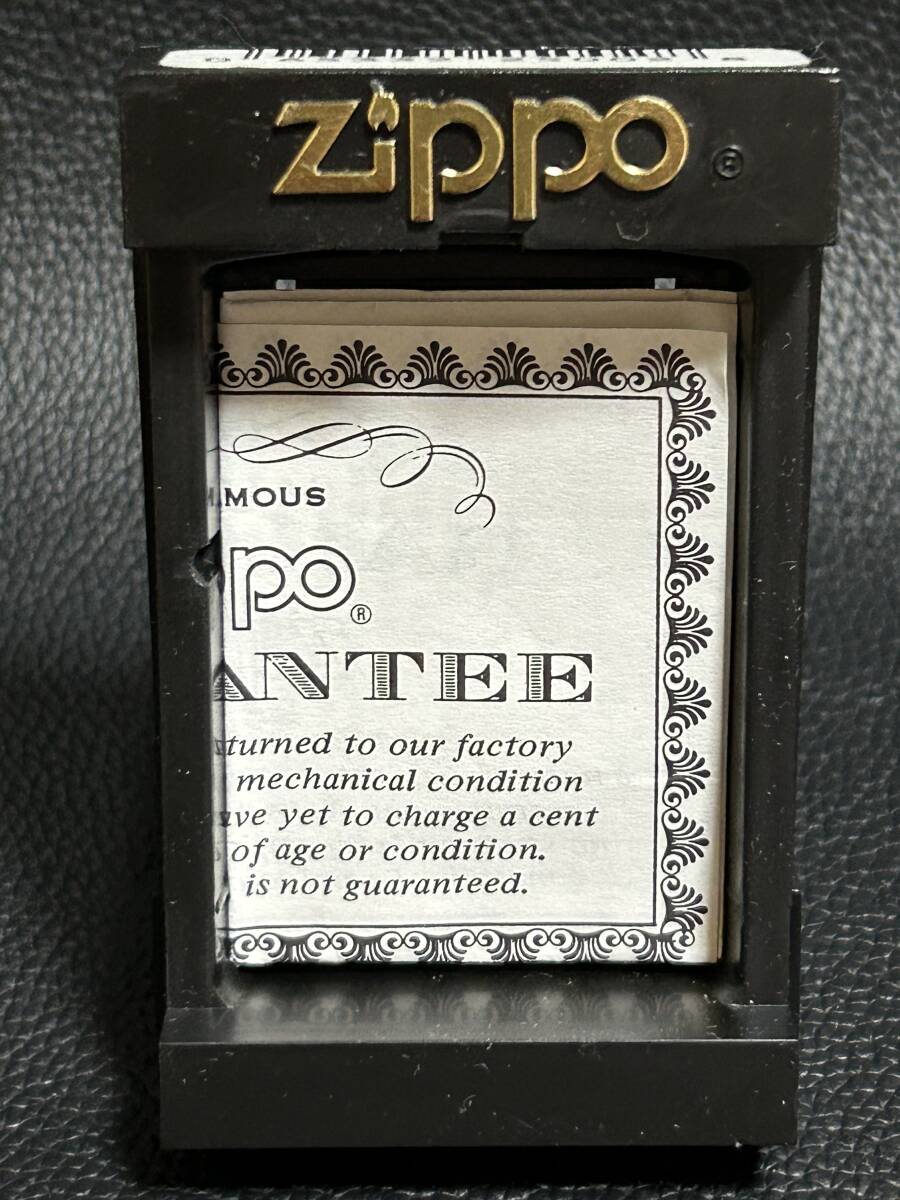 Zippo ®
MOUS
po ®
ANTEE
turned to our factory
mechanical condition
ve yet to charge a cent
of age or condition.
is not guaranteed.